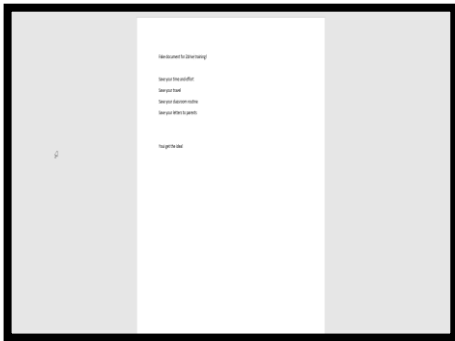 Fake document for Edmin training!
Save your time and effort
Save your travel
Save your classroom routine
Save your letters to parents
You get the idea!